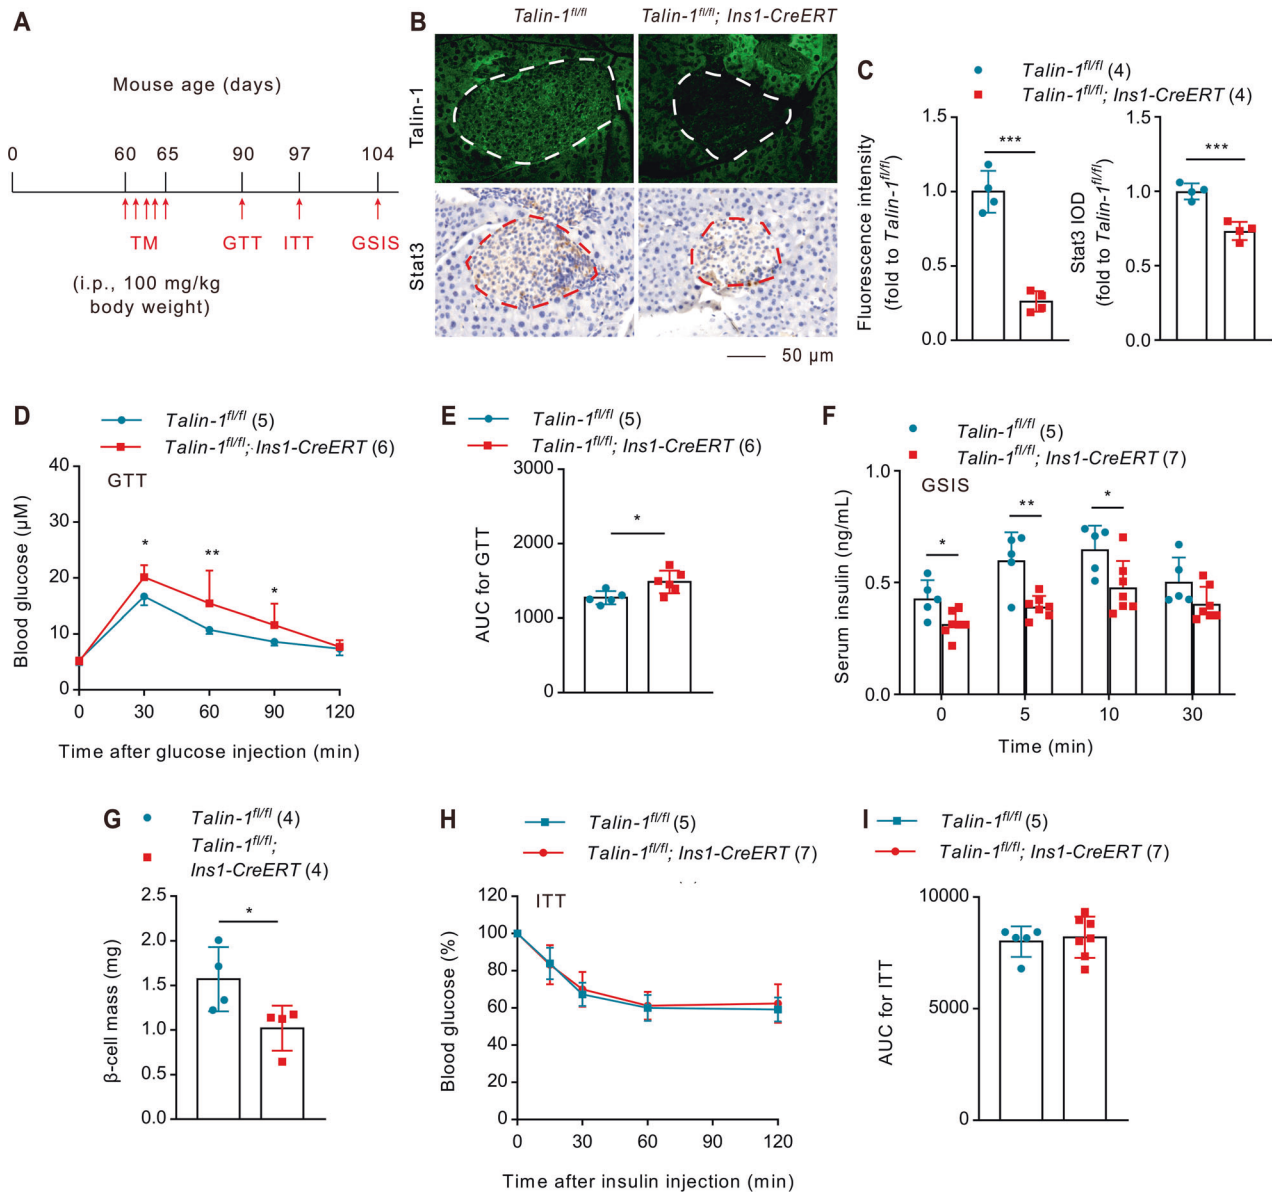 A
Mouse age (days)
0 60 65 90 97 104
TM GTT ITT GSIS
(i.p., 100 mg/kg
body weight)
B
Talin-1fl/fl Talin-1fl/fl; Ins1-CreERT
Talin-1
Stat3
50 µm
C
Talin-1fl/fl (4)
Talin-1fl/fl; Ins1-CreERT (4)
Fluorescence intensity
(fold to Talin-1fl/fl)
1.5
1.0
0.5
0.0
***
Stat3 IOD
(fold to Talin-1fl/fl)
1.5
1.0
0.5
0.0
***
D
Talin-1fl/fl (5)
Talin-1fl/fl; Ins1-CreERT (6)
GTT
Blood glucose (µM)
40
30
20
10
0
* ** *
0 30 60 90 120
Time after glucose injection (min)
E
Talin-1fl/fl (5)
Talin-1fl/fl; Ins1-CreERT (6)
AUC for GTT
3000
2000
1000
0
*
F
Talin-1fl/fl (5)
Talin-1fl/fl; Ins1-CreERT (7)
GSIS
Serum insulin (ng/mL)
1.0
0.5
0.0
* ** *
0 5 10 30
Time (min)
G
Talin-1fl/fl (4)
Talin-1fl/fl;
Ins1-CreERT (4)
β-cell mass (mg)
2.5
2.0
1.5
1.0
0.5
0.0
*
H
Talin-1fl/fl (5)
Talin-1fl/fl; Ins1-CreERT (7)
ITT
Blood glucose (%)
120
100
80
60
40
20
0
0 30 60 90 120
Time after insulin injection (min)
I
Talin-1fl/fl (5)
Talin-1fl/fl; Ins1-CreERT (7)
AUC for ITT
10000
5000
0